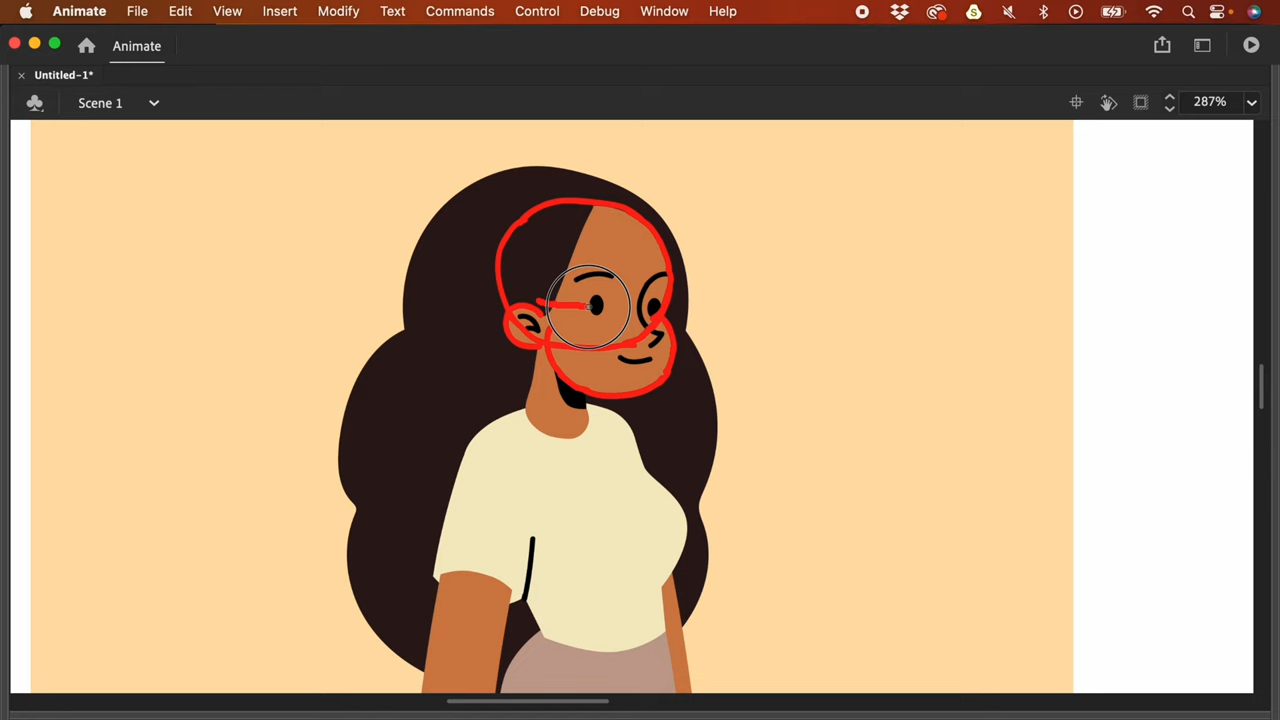 Animate File Edit View Insert Modify Text Commands Control Debug Window Help
Animate
Untitled-1*
Scene 1 287%